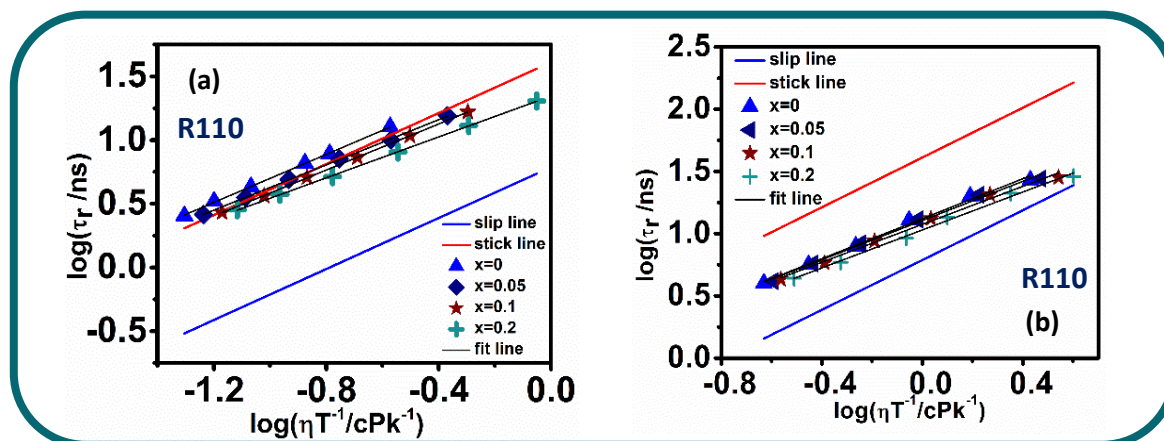 (a)
R110
1.5
1.0
0.5
0.0
-0.5
log(τr /ns)
slip line
stick line
x=0
x=0.05
x=0.1
x=0.2
fit line
-1.2
-0.8
-0.4
0.0
log(ηT⁻¹/cPk⁻¹)
2.5
2.0
1.5
1.0
0.5
0.0
log(τr /ns)
slip line
stick line
x=0
x=0.05
x=0.1
x=0.2
fit line
R110
(b)
-0.8
-0.4
0.0
0.4
log(ηT⁻¹/cPk⁻¹)